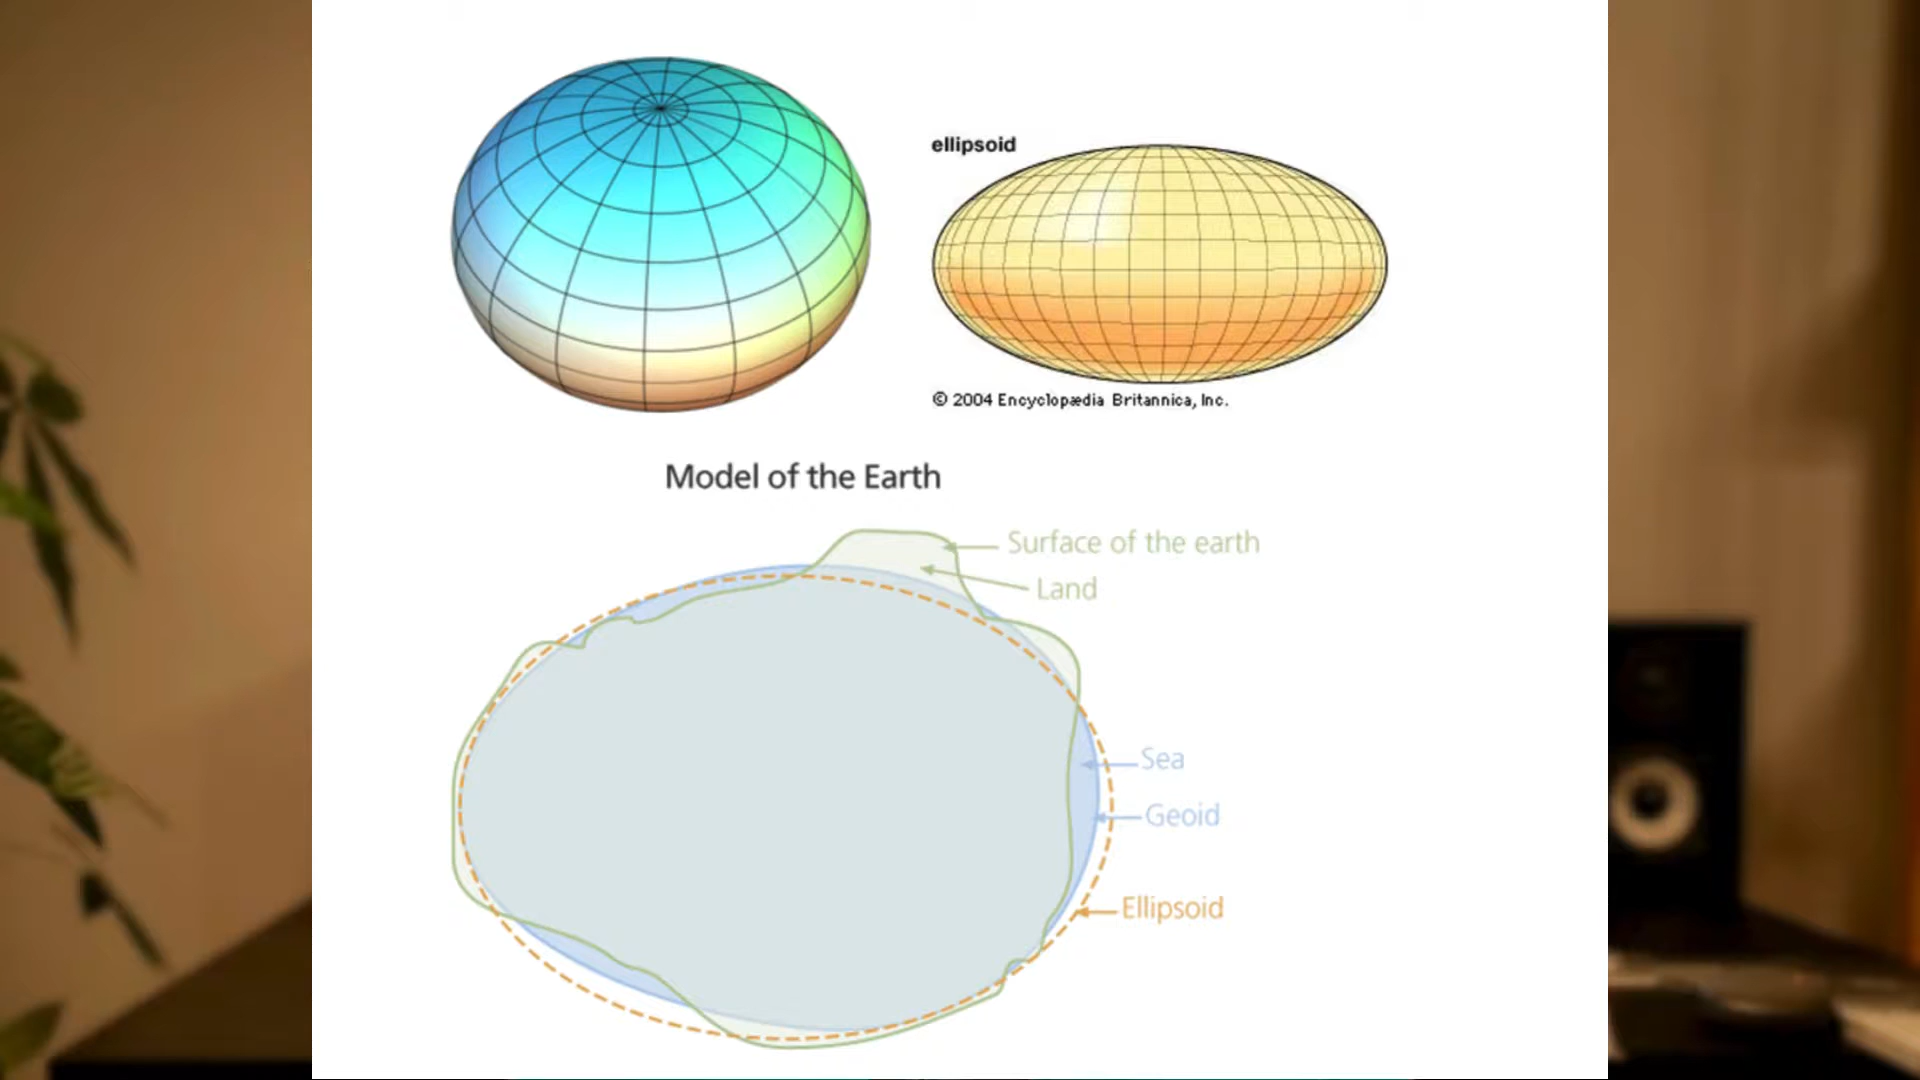 ellipsoid
© 2004 Encyclopædia Britannica, Inc.
Model of the Earth
Surface of the earth
Land
Sea
Geoid
Ellipsoid